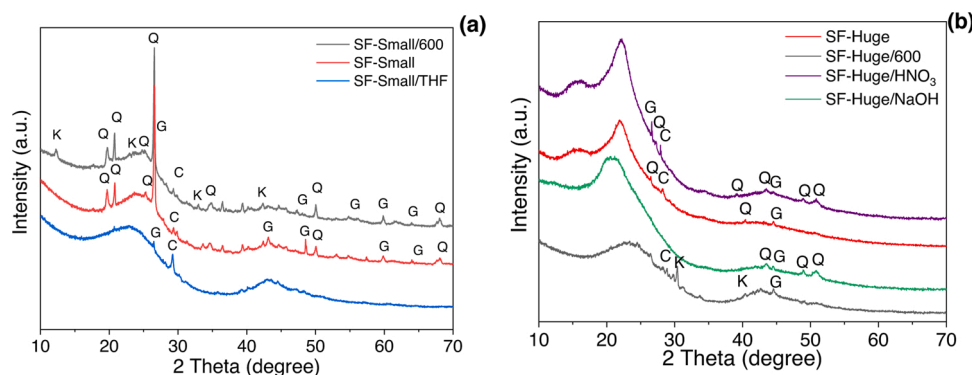 (a)
SF-Small/600
SF-Small
SF-Small/THF
Q
Q
Q
K
K
Q
G
C
K
Q
K
G
Q
G
G
Q
Q
Q
Q
C
G
C
G
G
Q
G
G
Q
Intensity (a.u.)
10 20 30 40 50 60 70
2 Theta (degree)
(b)
SF-Huge
SF-Huge/600
SF-Huge/HNO₃
SF-Huge/NaOH
G
Q
C
Q
G
Q
Q
Q
C
Q
G
Q
G
Q
Q
C
K
K
G
Intensity (a.u.)
10 20 30 40 50 60 70
2 Theta (degree)